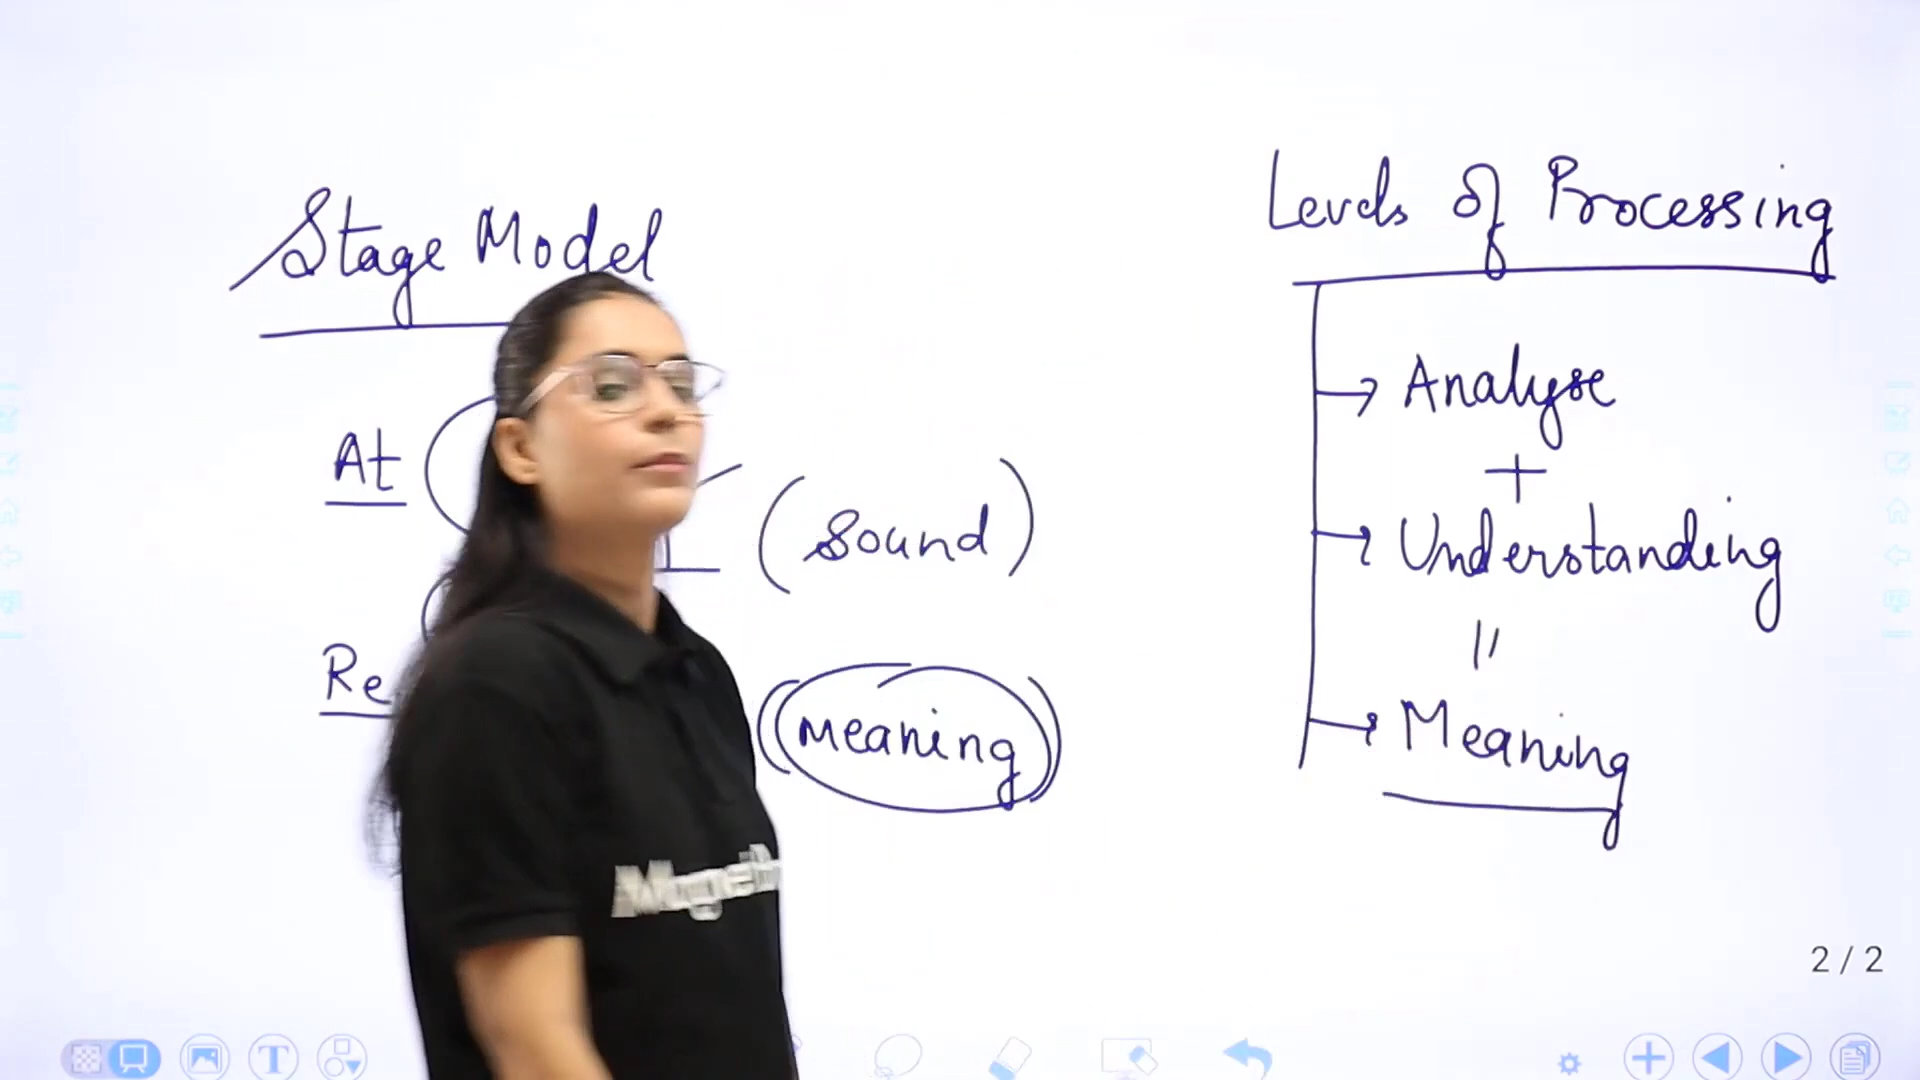 Stage Model
At
(Sound)
Re
((Meaning))
Levels of Processing
→ Analyse
+
→ Understanding
=
→ Meaning
2 / 2
T